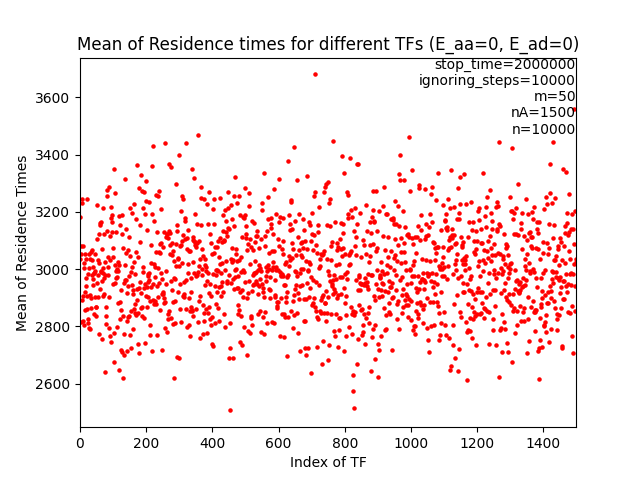 Mean of Residence times for different TFs (E_aa=0, E_ad=0)
stop_time=2000000
ignoring_steps=10000
m=50
nA=1500
n=10000
3600
3400
3200
3000
2800
2600
Mean of Residence Times
0 200 400 600 800 1000 1200 1400
Index of TF